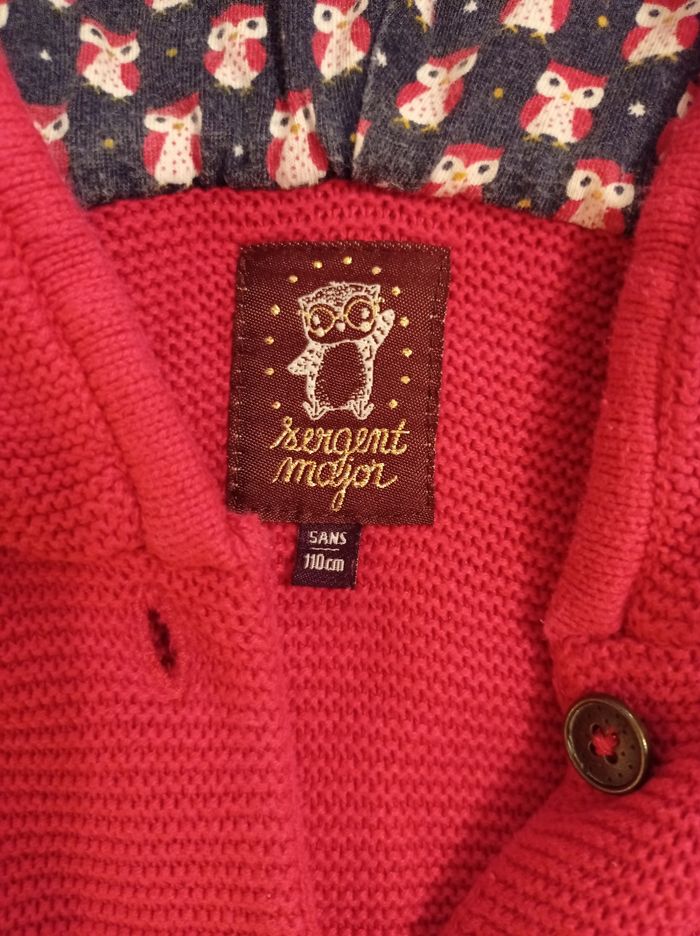 sergent
major
5ANS
110cm